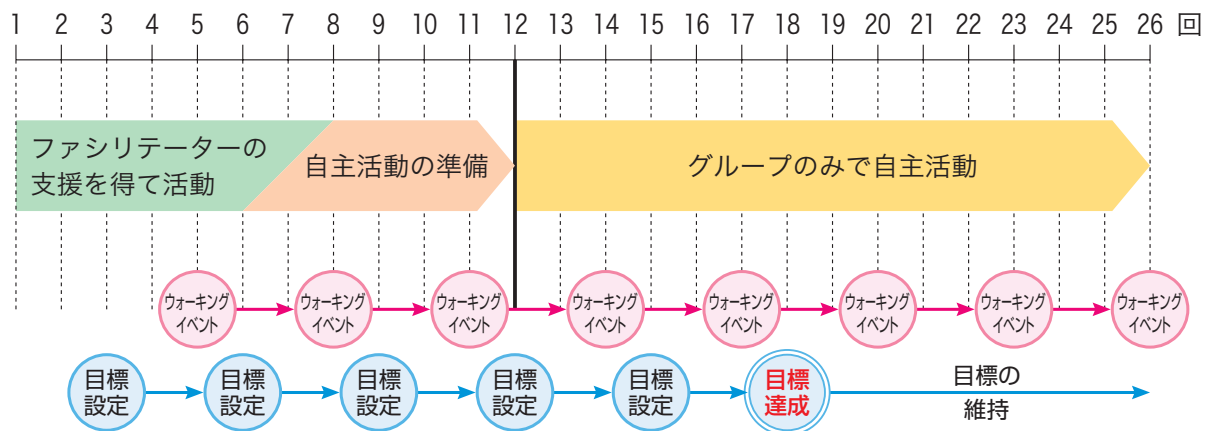 1 2 3 4 5 6 7 8 9 10 11 12 13 14 15 16 17 18 19 20 21 22 23 24 25 26 回
ファシリテーターの
支援を得て活動
自主活動の準備
グループのみで自主活動
ウォーキング
イベント
ウォーキング
イベント
ウォーキング
イベント
ウォーキング
イベント
ウォーキング
イベント
ウォーキング
イベント
ウォーキング
イベント
ウォーキング
イベント
目標
設定
目標
設定
目標
設定
目標
設定
目標
設定
目標
達成
目標の
維持